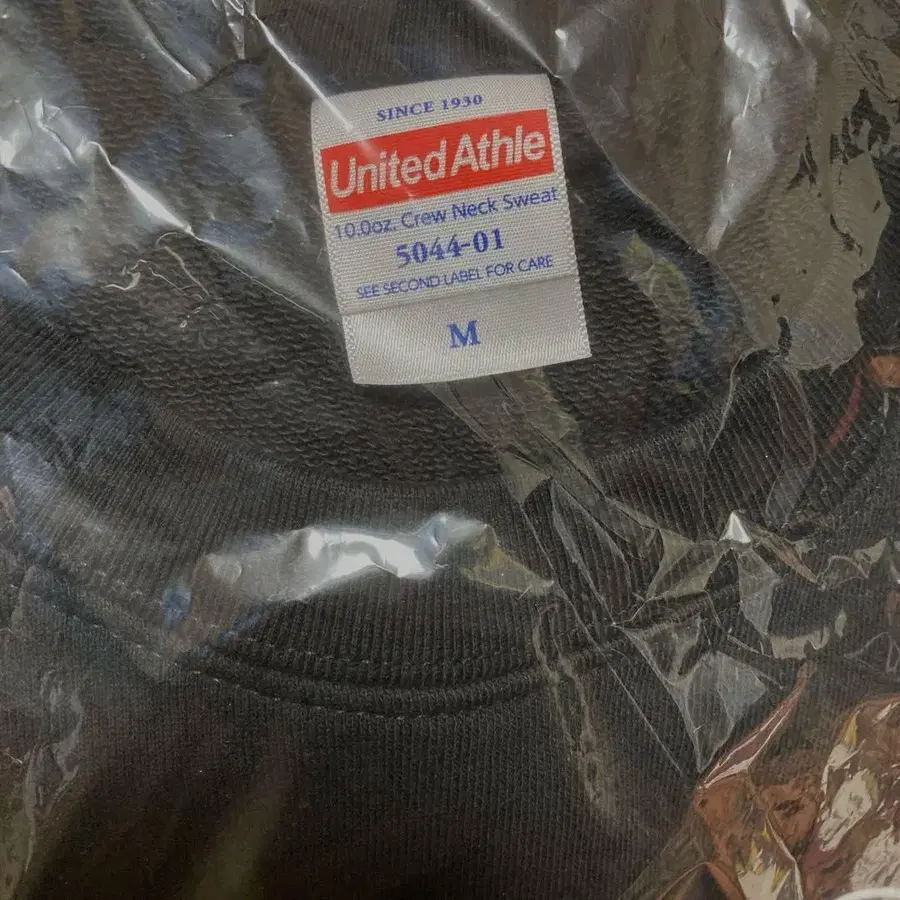 SINCE 1930
United Athle
10.0oz. Crew Neck Sweat
5044-01
SEE SECOND LABEL FOR CARE
M